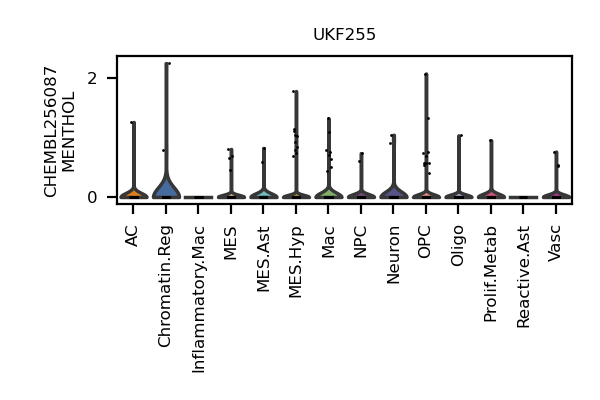 UKF255
CHEMBL256087
MENTHOL
2
0
AC
Chromatin.Reg
Inflammatory.Mac
MES
MES.Ast
MES.Hyp
Mac
NPC
Neuron
OPC
Oligo
Prolif.Metab
Reactive.Ast
Vasc